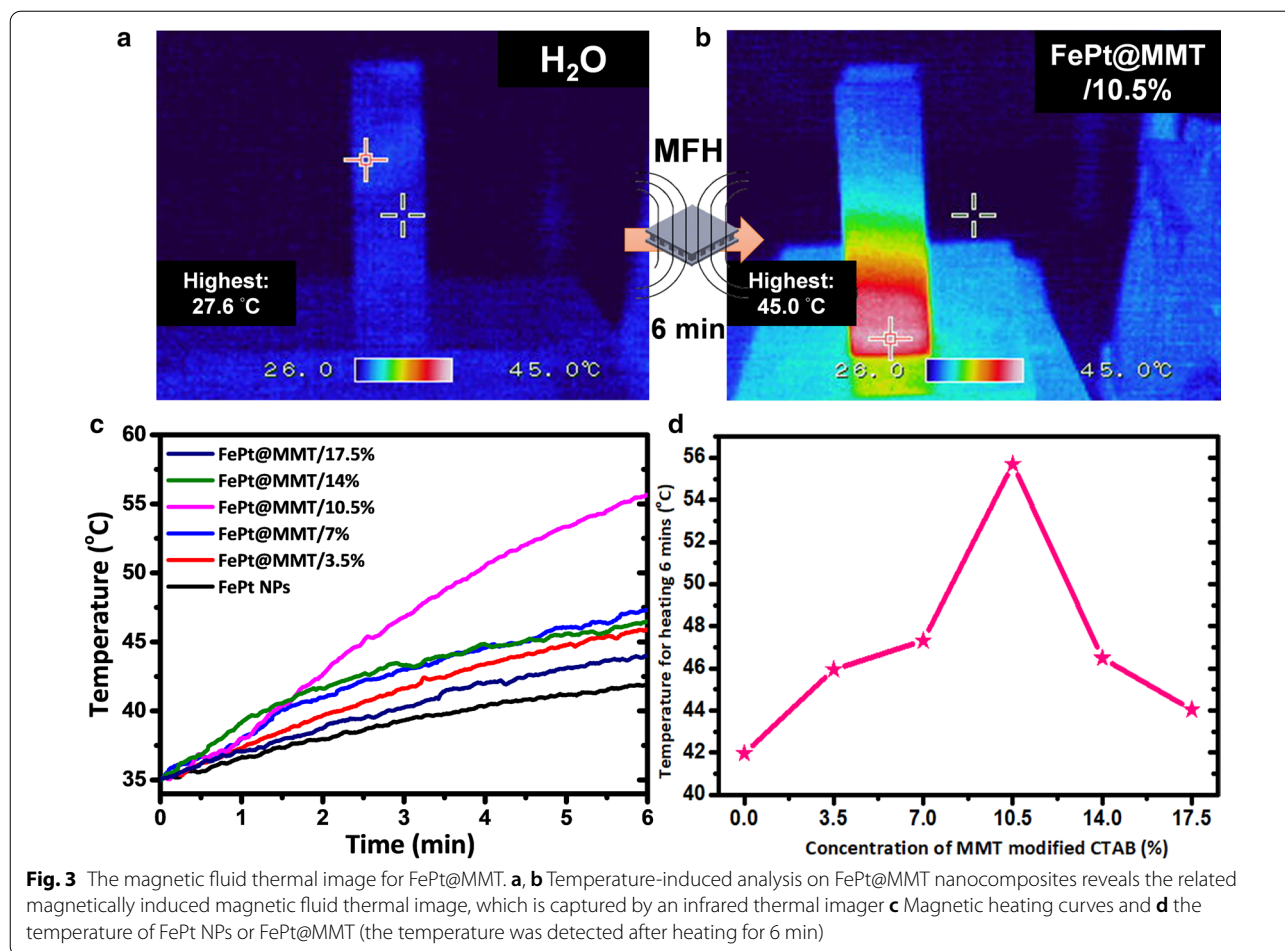 a
H₂O
Highest:
27.6 °C
26.0
45.0℃
MFH
6 min
b
FePt@MMT
/10.5%
Highest:
45.0 °C
26.0
45.0℃
c
Temperature (°C)
60
55
50
45
40
35
FePt@MMT/17.5%
FePt@MMT/14%
FePt@MMT/10.5%
FePt@MMT/7%
FePt@MMT/3.5%
FePt NPs
0 1 2 3 4 5 6
Time (min)
d
Temperature for heating 6 mins (°C)
56
54
52
50
48
46
44
42
40
0.0 3.5 7.0 10.5 14.0 17.5
Concentration of MMT modified CTAB (%)
Fig. 3 The magnetic fluid thermal image for FePt@MMT. a, b Temperature-induced analysis on FePt@MMT nanocomposites reveals the related
magnetically induced magnetic fluid thermal image, which is captured by an infrared thermal imager c Magnetic heating curves and d the
temperature of FePt NPs or FePt@MMT (the temperature was detected after heating for 6 min)